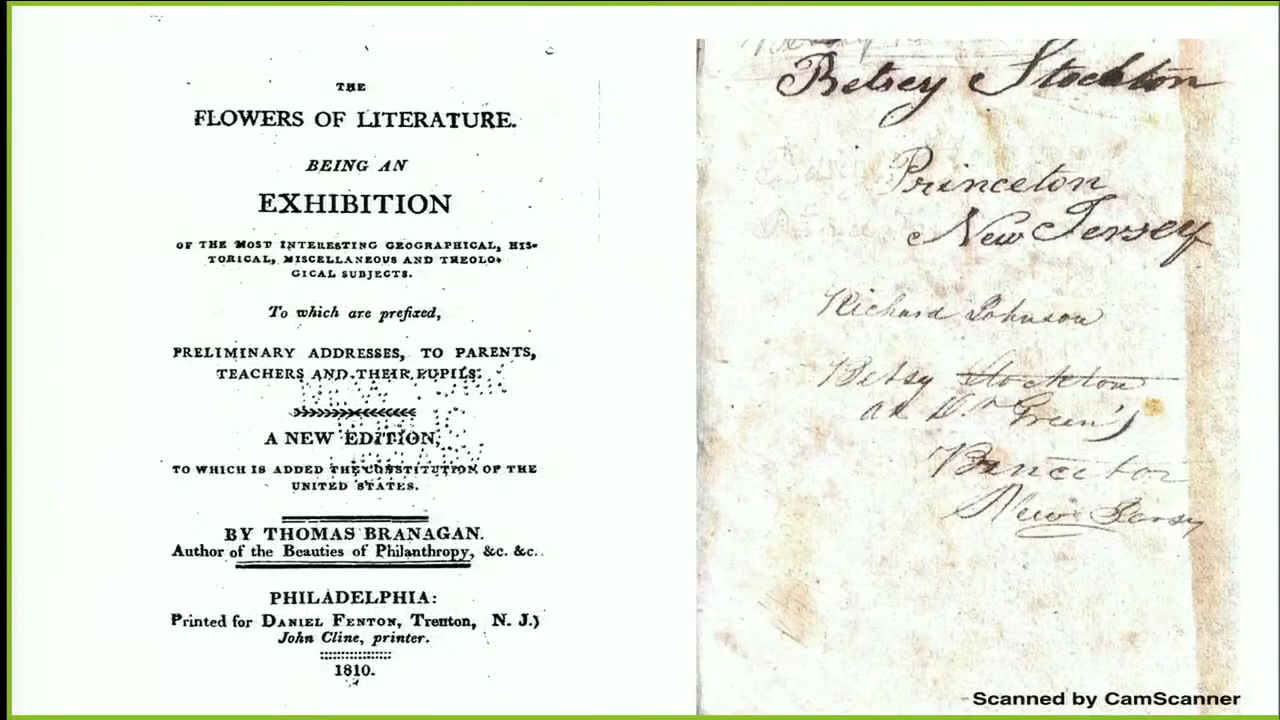 THE
FLOWERS OF LITERATURE.
BEING AN
EXHIBITION
OF THE MOST INTERESTING GEOGRAPHICAL, HIS-
TORICAL, MISCELLANEOUS AND THEOLO-
GICAL SUBJECTS.
To which are prefixed,
PRELIMINARY ADDRESSES, TO PARENTS,
TEACHERS AND THEIR PUPILS.
A NEW EDITION,
TO WHICH IS ADDED THE CONSTITUTION OF THE
UNITED STATES.
BY THOMAS BRANAGAN.
Author of the Beauties of Philanthropy, &c. &c.
PHILADELPHIA:
Printed for DANIEL FENTON, Trenton, N. J.)
John Cline, printer.
1810.
Betsey Stockton
Princeton
New Jersey
Richard Johnson
Betsy Stockton
at Dr Green's
New Jersy
Scanned by CamScanner